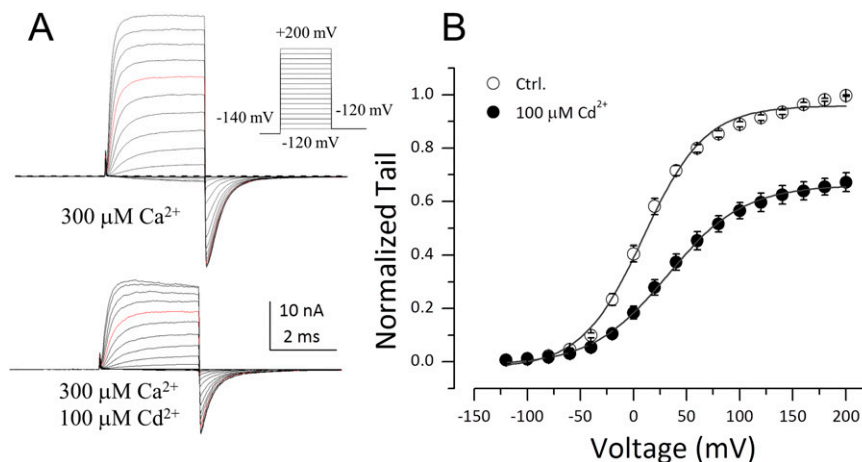 A
+200 mV
-140 mV
-120 mV
-120 mV
300 μM Ca²⁺
10 nA
2 ms
300 μM Ca²⁺
100 μM Cd²⁺
B
Ctrl.
100 μM Cd²⁺
Normalized Tail
1.0
0.8
0.6
0.4
0.2
0.0
-150 -100 -50 0 50 100 150 200
Voltage (mV)